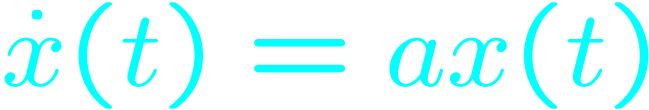 ẋ(t) = ax(t)